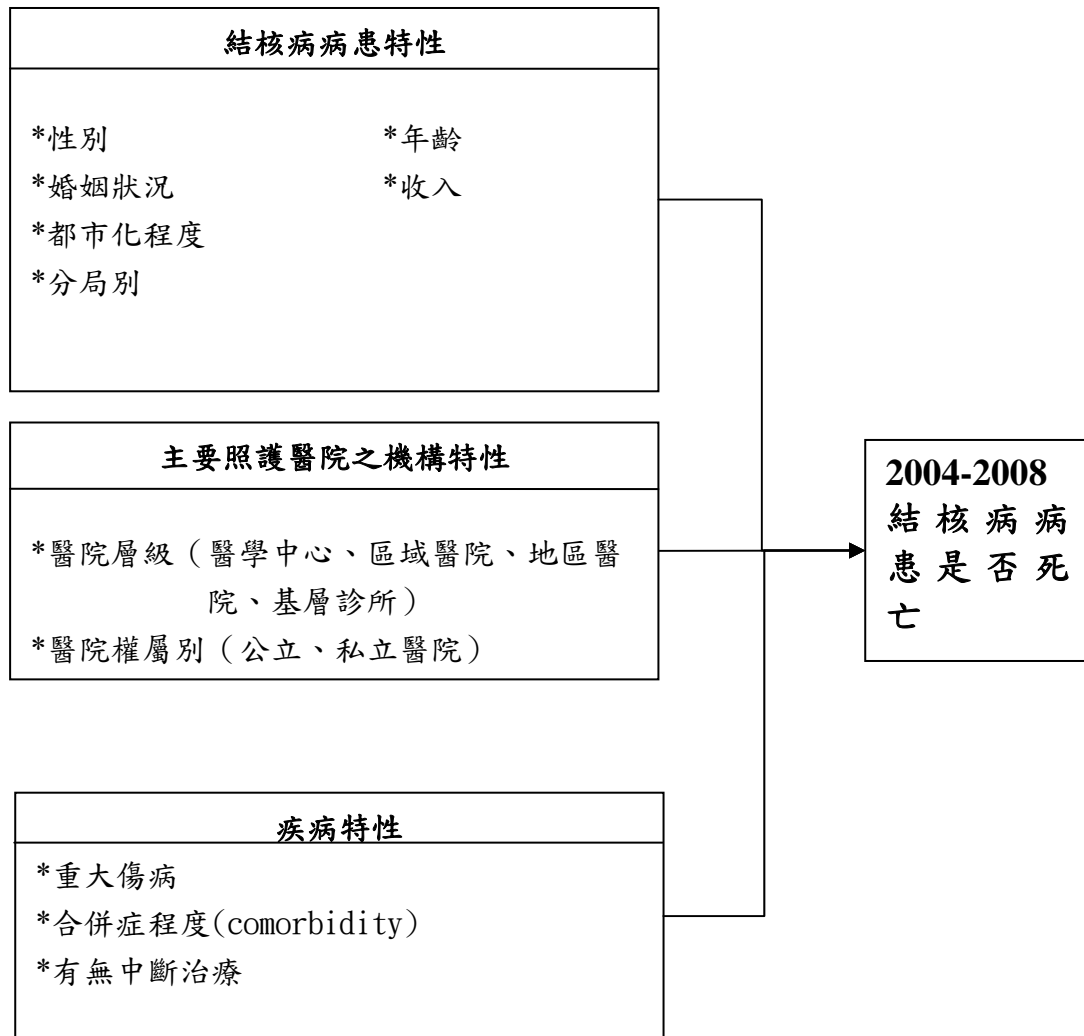 結核病病患特性
*性別 *年齡
*婚姻狀況 *收入
*都市化程度
*分局別
主要照護醫院之機構特性
*醫院層級（醫學中心、區域醫院、地區醫
院、基層診所）
*醫院權屬別（公立、私立醫院）
2004-2008
結核病病
患是否死
亡
疾病特性
*重大傷病
*合併症程度(comorbidity)
*有無中斷治療